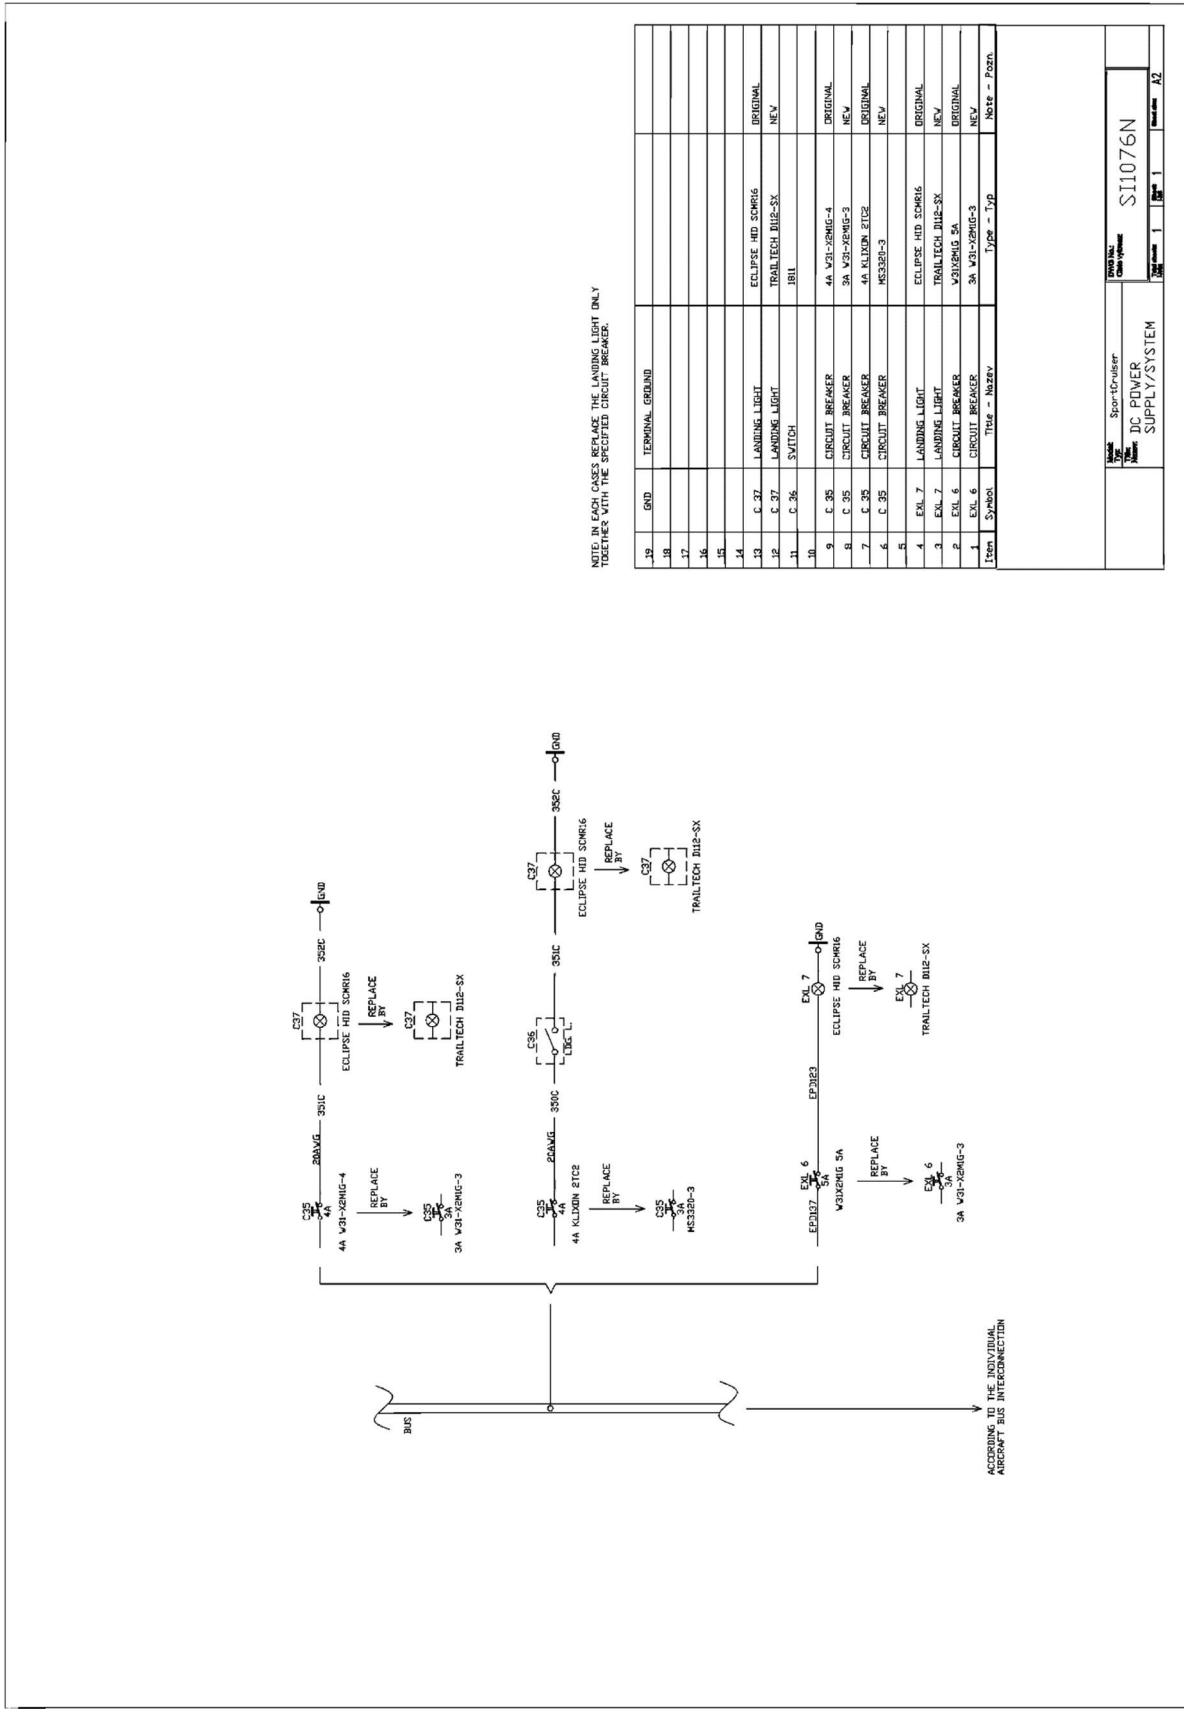 C35
4A
4A W31-X2M1G-4
20AWG
351C
C37
ECLIPSE HID SCMR16
352C
GND
REPLACE
BY
C35
3A
3A W31-X2M1G-3
REPLACE
BY
C37
TRAILTECH D112-SX
BUS
C35
4A
4A KLIXON 2TC2
20AWG
350C
C36
LDG. L.
351C
C37
ECLIPSE HID SCMR16
352C
GND
REPLACE
BY
C35
3A
MS3320-3
REPLACE
BY
C37
TRAILTECH D112-SX
EPD137
EXL 6
5A
W31X2M1G 5A
EPD123
EXL 7
ECLIPSE HID SCMR16
GND
REPLACE
BY
EXL 6
3A
3A W31-X2M1G-3
REPLACE
BY
EXL 7
TRAILTECH D112-SX
ACCORDING TO THE INDIVIDUAL
AIRCRAFT BUS INTERCONNECTION
NOTE: IN EACH CASES REPLACE THE LANDING LIGHT ONLY
TOGETHER WITH THE SPECIFIED CIRCUIT BREAKER.
19 GND TERMINAL GROUND
18
17
16
15
14
13 C 37 LANDING LIGHT ECLIPSE HID SCMR16 ORIGINAL
12 C 37 LANDING LIGHT TRAILTECH D112-SX NEW
11 C 36 SWITCH 1811
10
9 C 35 CIRCUIT BREAKER 4A W31-X2M1G-4 ORIGINAL
8 C 35 CIRCUIT BREAKER 3A W31-X2M1G-3 NEW
7 C 35 CIRCUIT BREAKER 4A KLIXON 2TC2 ORIGINAL
6 C 35 CIRCUIT BREAKER MS3320-3 NEW
5
4 EXL 7 LANDING LIGHT ECLIPSE HID SCMR16 ORIGINAL
3 EXL 7 LANDING LIGHT TRAILTECH D112-SX NEW
2 EXL 6 CIRCUIT BREAKER W31X2M1G 5A ORIGINAL
1 EXL 6 CIRCUIT BREAKER 3A W31-X2M1G-3 NEW
Item Symbol Title - Nazev Type - Typ Note - Pozn.
Model: SportCruiser
Typ:
Title: DC POWER
Nazev: SUPPLY/SYSTEM
DWG No.:
SI1076N
Total sheets 1 Sheet 1 Sheet size A2